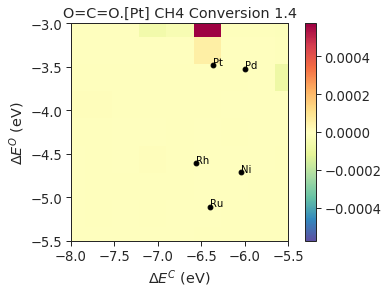 O=C=O.[Pt] CH4 Conversion 1.4
−3.0
−3.5
−4.0
−4.5
−5.0
−5.5
ΔE^O (eV)
Pt
Pd
Rh
Ni
Ru
−8.0 −7.5 −7.0 −6.5 −6.0 −5.5
ΔE^C (eV)
0.0004
0.0002
0.0000
−0.0002
−0.0004